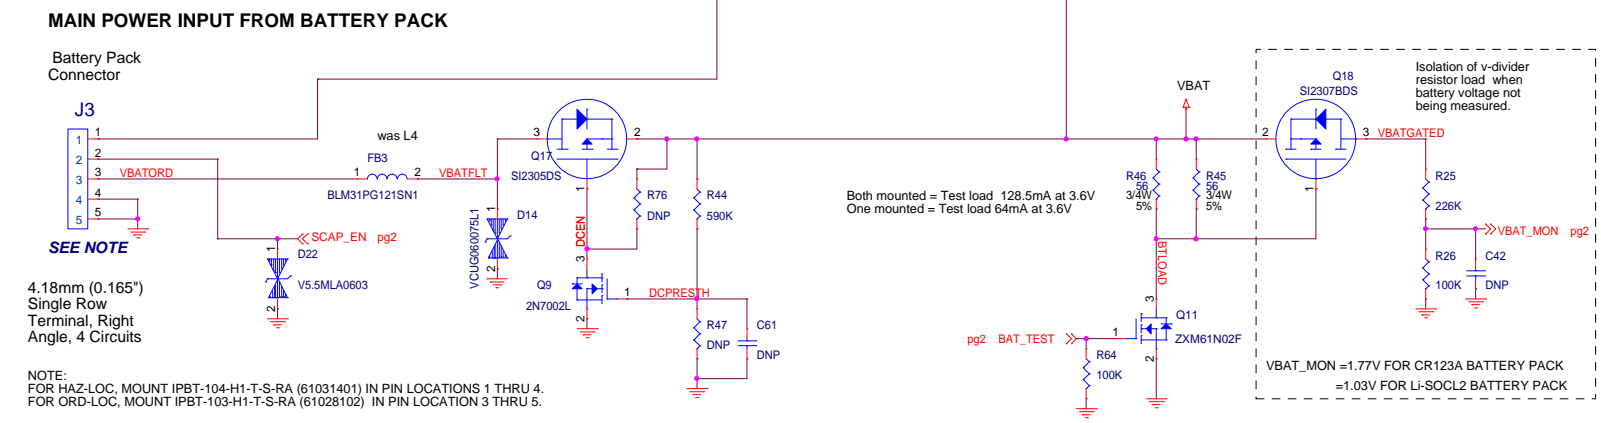 MAIN POWER INPUT FROM BATTERY PACK
Battery Pack
Connector
J3
1
2
3
4
5
1
2
3
4
5
SEE NOTE
4.18mm (0.165")
Single Row
Terminal, Right
Angle, 4 Circuits
NOTE:
FOR HAZ-LOC, MOUNT IPBT-104-H1-T-S-RA (61031401) IN PIN LOCATIONS 1 THRU 4.
FOR ORD-LOC, MOUNT IPBT-103-H1-T-S-RA (61028102) IN PIN LOCATION 3 THRU 5.
VBATORD
was L4
FB3
1
2
BLM31PG121SN1
VBATFLT
SCAP_EN pg2
1
D22
V5.5MLA0603
2
1
D14
VCUG060075L1
2
3
2
Q17
SI2305DS
1
DCEN
R76
DNP
R44
590K
3
Q9
2N7002L
1
2
DCPRESTH
R47
DNP
C61
DNP
Both mounted = Test load 128.5mA at 3.6V
One mounted = Test load 64mA at 3.6V
VBAT
R46
56
3/4W
5%
R45
56
3/4W
5%
BTLOAD
3
Q11
ZXM61N02F
1
2
pg2 BAT_TEST
R64
100K
Q18
SI2307BDS
2
3
1
Isolation of v-divider
resistor load when
battery voltage not
being measured.
VBATGATED
R25
226K
VBAT_MON pg2
R26
100K
C42
DNP
VBAT_MON =1.77V FOR CR123A BATTERY PACK
=1.03V FOR Li-SOCL2 BATTERY PACK